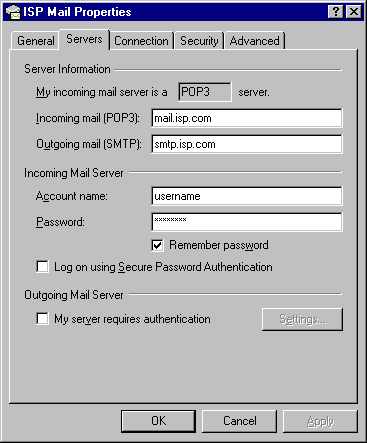 ISP Mail Properties
General Servers Connection Security Advanced
Server Information
My incoming mail server is a POP3 server.
Incoming mail (POP3): mail.isp.com
Outgoing mail (SMTP): smtp.isp.com
Incoming Mail Server
Account name: username
Password: ********
Remember password
Log on using Secure Password Authentication
Outgoing Mail Server
My server requires authentication Settings...
OK Cancel Apply